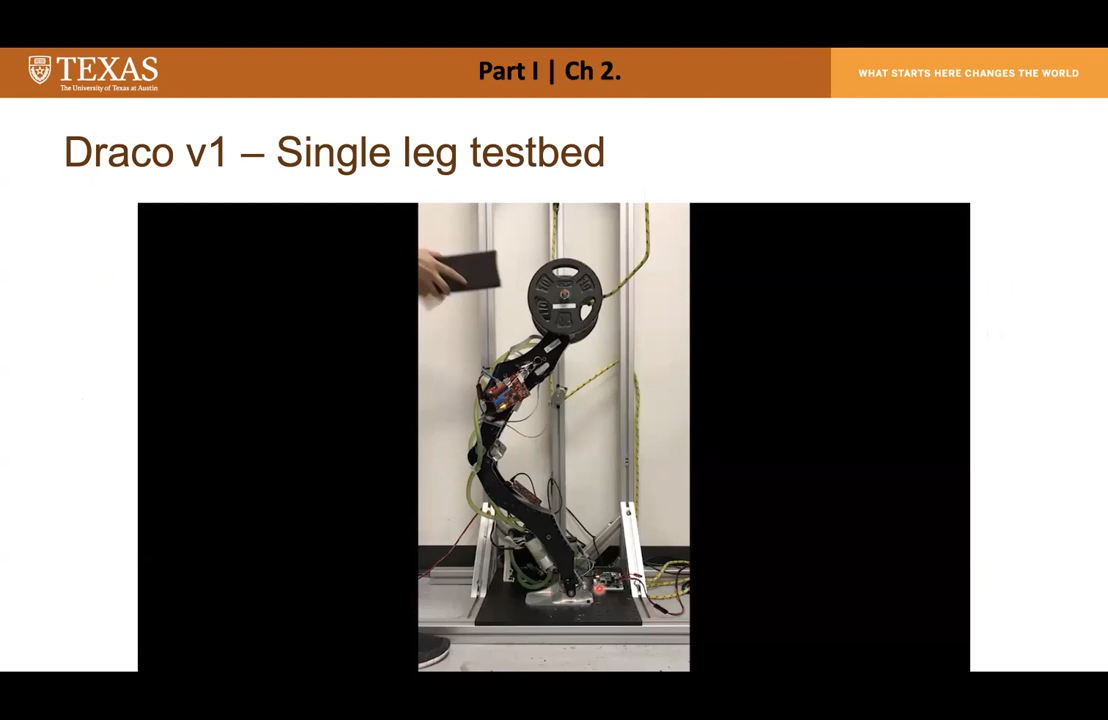 TEXAS
The University of Texas at Austin
Part I | Ch 2.
WHAT STARTS HERE CHANGES THE WORLD
Draco v1 – Single leg testbed